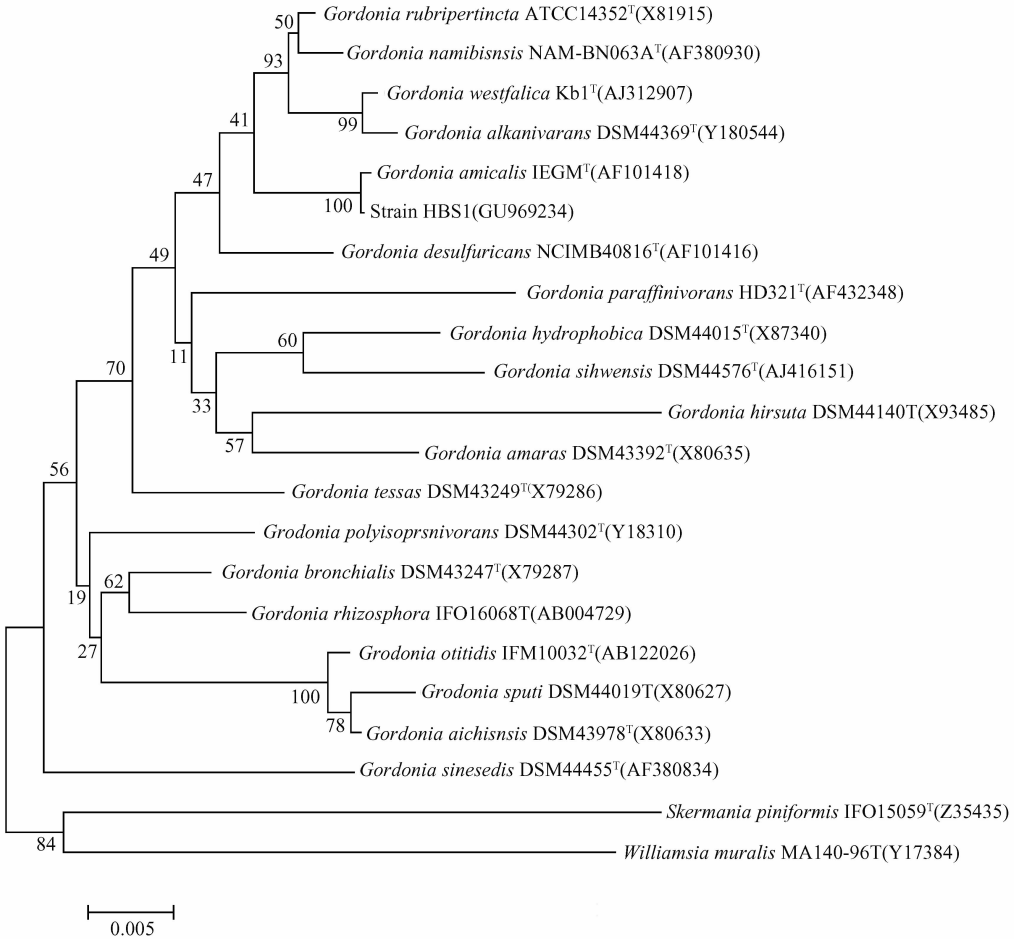 50 Gordonia rubripertincta ATCC14352T(X81915)
93 Gordonia namibisnsis NAM-BN063AT(AF380930)
Gordonia westfalica Kb1T(AJ312907)
41 99 Gordonia alkanivarans DSM44369T(Y180544)
47 Gordonia amicalis IEGMT(AF101418)
100 Strain HBS1(GU969234)
49 Gordonia desulfuricans NCIMB40816T(AF101416)
Gordonia paraffinivorans HD321T(AF432348)
11 60 Gordonia hydrophobica DSM44015T(X87340)
70 Gordonia sihwensis DSM44576T(AJ416151)
33 Gordonia hirsuta DSM44140T(X93485)
57 Gordonia amaras DSM43392T(X80635)
56 Gordonia tessas DSM43249T(X79286)
Grodonia polyisoprsnivorans DSM44302T(Y18310)
19 62 Gordonia bronchialis DSM43247T(X79287)
Gordonia rhizosphora IFO16068T(AB004729)
27 Grodonia otitidis IFM10032T(AB122026)
100 Grodonia sputi DSM44019T(X80627)
78 Gordonia aichisnsis DSM43978T(X80633)
Gordonia sinesedis DSM44455T(AF380834)
Skermania piniformis IFO15059T(Z35435)
84 Williamsia muralis MA140-96T(Y17384)
0.005